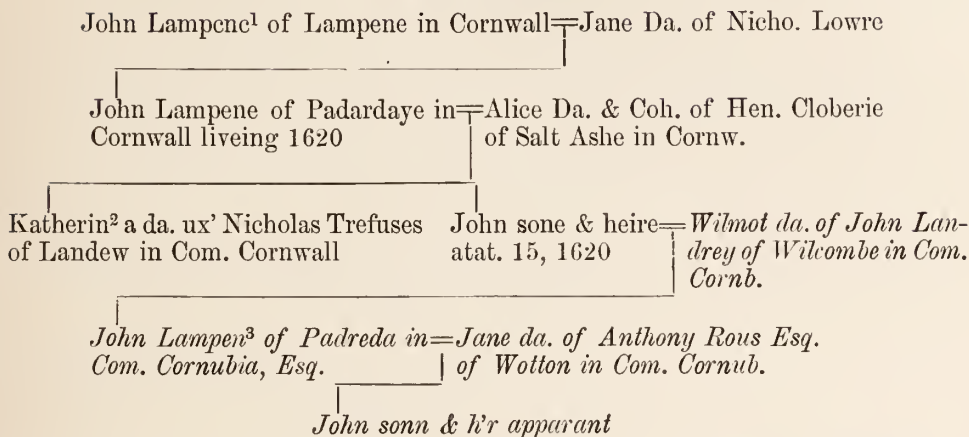 John Lampene¹ of Lampene in Cornwall=Jane Da. of Nicho. Lowre
John Lampene of Padardaye in=Alice Da. & Coh. of Hen. Cloberie
Cornwall liveing 1620
of Salt Ashe in Cornw.
Katherin² a da. ux' Nicholas Trefuses
of Landew in Com. Cornwall
John sone & heire=Wilmot da. of John Lan-
atat. 15, 1620
drey of Wilcombe in Com.
Cornb.
John Lampen³ of Padreda in=Jane da. of Anthony Rous Esq.
Com. Cornubia, Esq.
of Wotton in Com. Cornub.
John sonn & h'r apparant